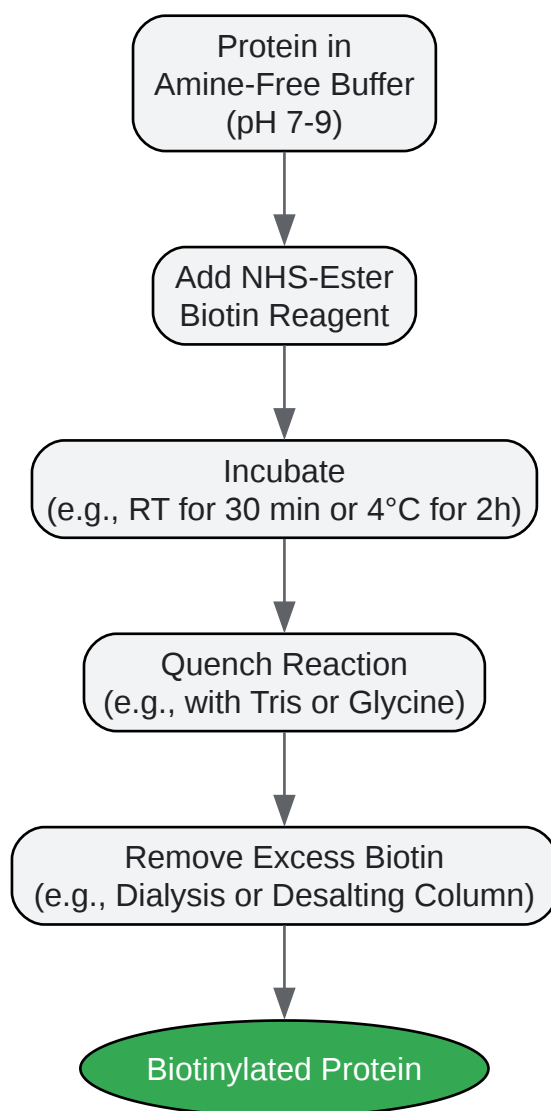 Protein in
Amine-Free Buffer
(pH 7-9)
Add NHS-Ester
Biotin Reagent
Incubate
(e.g., RT for 30 min or 4°C for 2h)
Quench Reaction
(e.g., with Tris or Glycine)
Remove Excess Biotin
(e.g., Dialysis or Desalting Column)
Biotinylated Protein